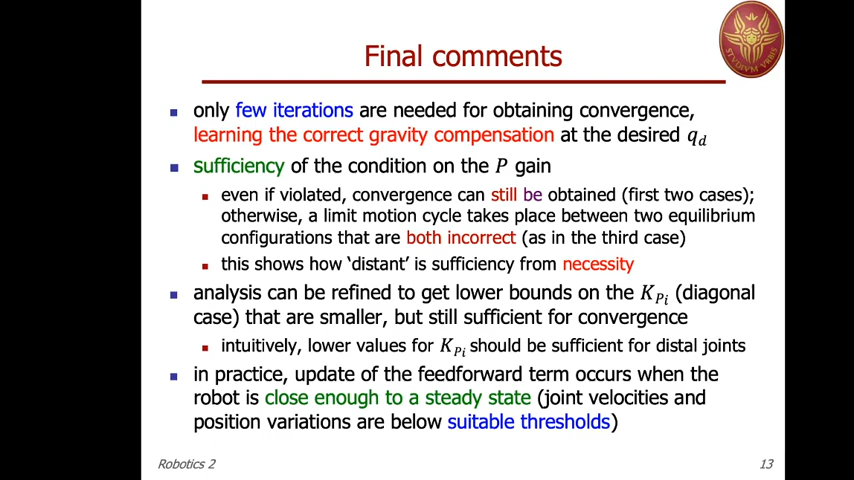 Final comments
STVDIVM VRBIS
■ only few iterations are needed for obtaining convergence,
learning the correct gravity compensation at the desired q_d
■ sufficiency of the condition on the P gain
■ even if violated, convergence can still be obtained (first two cases);
otherwise, a limit motion cycle takes place between two equilibrium
configurations that are both incorrect (as in the third case)
■ this shows how ‘distant’ is sufficiency from necessity
■ analysis can be refined to get lower bounds on the K_{Pi} (diagonal
case) that are smaller, but still sufficient for convergence
■ intuitively, lower values for K_{Pi} should be sufficient for distal joints
■ in practice, update of the feedforward term occurs when the
robot is close enough to a steady state (joint velocities and
position variations are below suitable thresholds)
Robotics 2
13